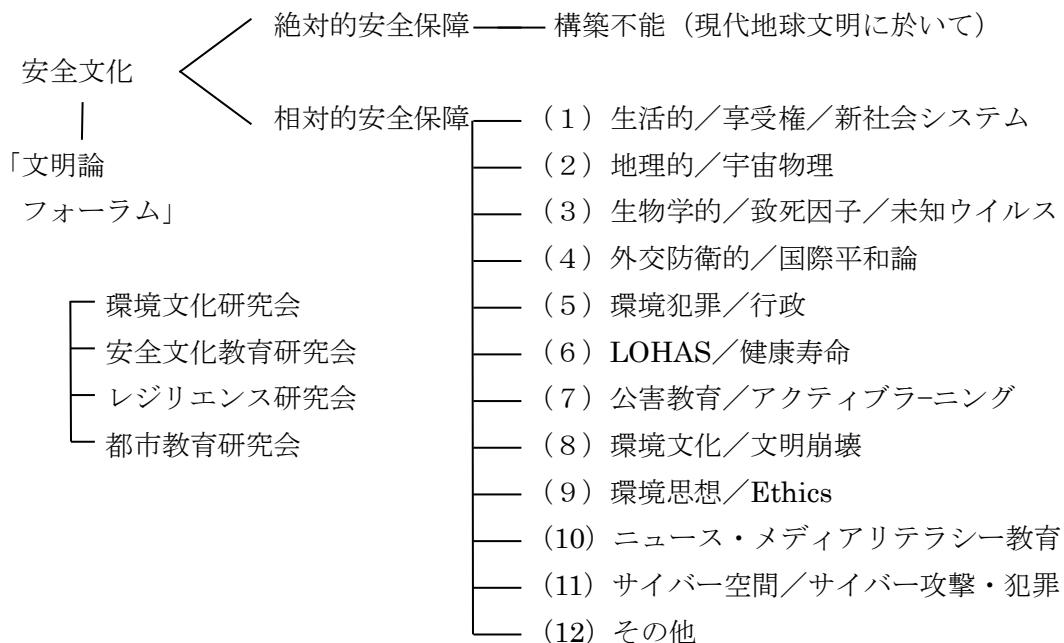 絶対的安全保障 構築不能（現代地球文明に於いて）
安全文化
相対的安全保障
（１）生活的／享受権／新社会システム
「文明論
フォーラム」
（２）地理的／宇宙物理
（３）生物学的／致死因子／未知ウイルス
（４）外交防衛的／国際平和論
環境文化研究会
安全文化教育研究会
レジリエンス研究会
都市教育研究会
（５）環境犯罪／行政
（６）LOHAS／健康寿命
（７）公害教育／アクティブラ−ニング
（８）環境文化／文明崩壊
（９）環境思想／Ethics
（10）ニュース・メディアリテラシー教育
（11）サイバー空間／サイバー攻撃・犯罪
（12）その他